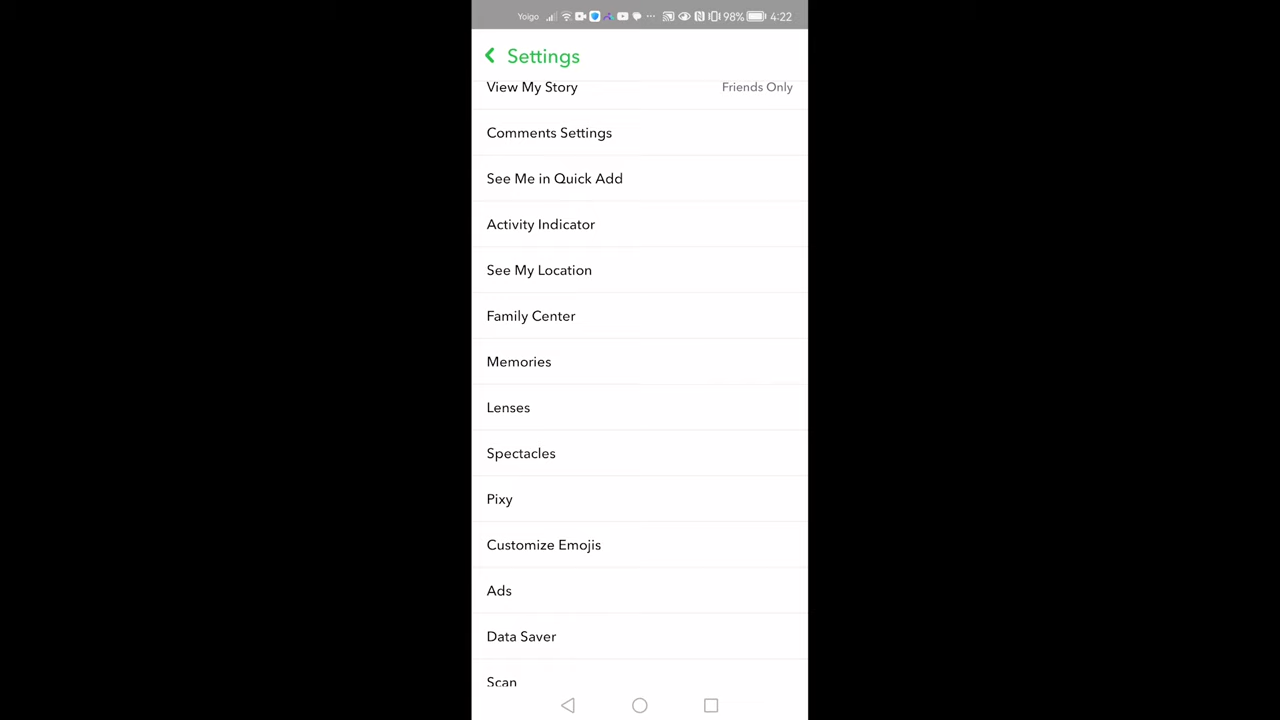 Yoigo 98% 4:22
Settings
View My Story Friends Only
Comments Settings
See Me in Quick Add
Activity Indicator
See My Location
Family Center
Memories
Lenses
Spectacles
Pixy
Customize Emojis
Ads
Data Saver
Scan